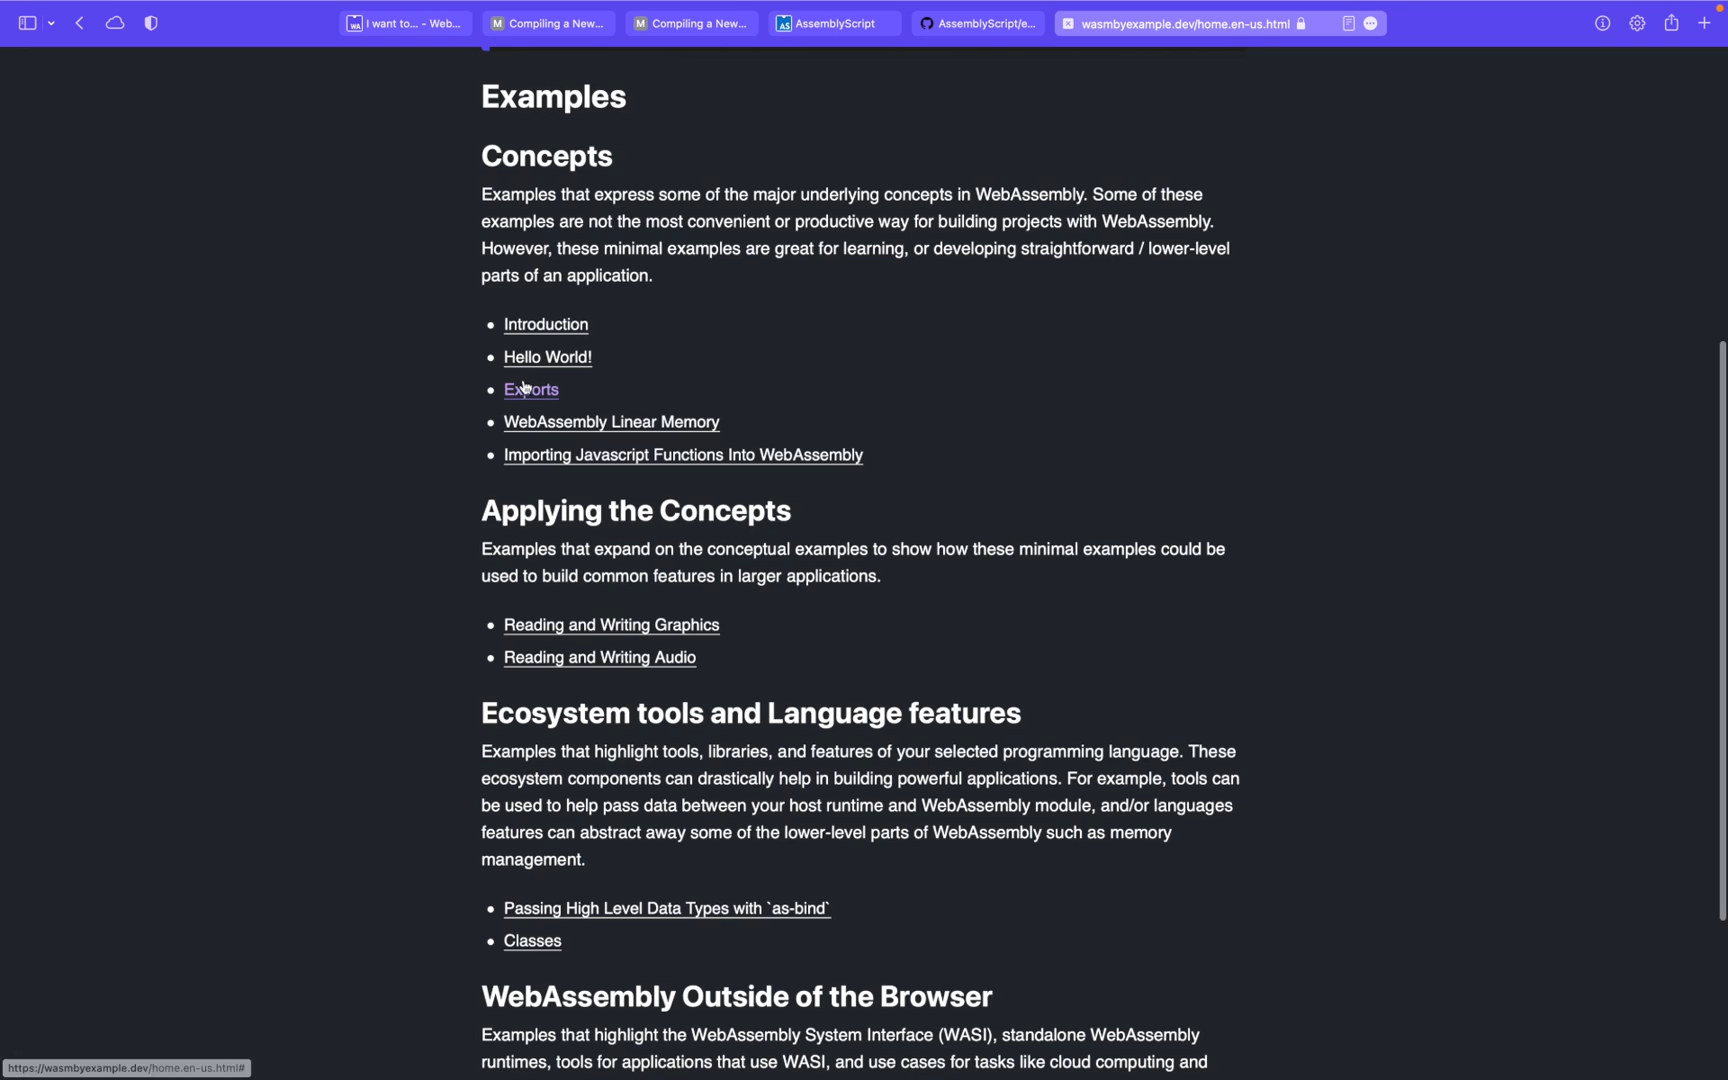 I want to... - Web...
Compiling a New...
Compiling a New...
AssemblyScript
AssemblyScript/e...
wasmbyexample.dev/home.en-us.html
Examples
Concepts
Examples that express some of the major underlying concepts in WebAssembly. Some of these
examples are not the most convenient or productive way for building projects with WebAssembly.
However, these minimal examples are great for learning, or developing straightforward / lower-level
parts of an application.
Introduction
Hello World!
Exports
WebAssembly Linear Memory
Importing Javascript Functions Into WebAssembly
Applying the Concepts
Examples that expand on the conceptual examples to show how these minimal examples could be
used to build common features in larger applications.
Reading and Writing Graphics
Reading and Writing Audio
Ecosystem tools and Language features
Examples that highlight tools, libraries, and features of your selected programming language. These
ecosystem components can drastically help in building powerful applications. For example, tools can
be used to help pass data between your host runtime and WebAssembly module, and/or languages
features can abstract away some of the lower-level parts of WebAssembly such as memory
management.
Passing High Level Data Types with `as-bind`
Classes
WebAssembly Outside of the Browser
Examples that highlight the WebAssembly System Interface (WASI), standalone WebAssembly
runtimes, tools for applications that use WASI, and use cases for tasks like cloud computing and
https://wasmbyexample.dev/home.en-us.html#